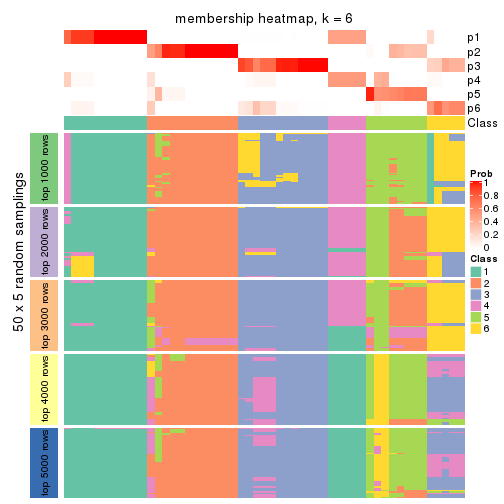 membership heatmap, k = 6
p1
p2
p3
p4
p5
p6
Class
50 x 5 random samplings
top 1000 rows
top 2000 rows
top 3000 rows
top 4000 rows
top 5000 rows
Prob
1
0.8
0.6
0.4
0.2
0
Class
1
2
3
4
5
6